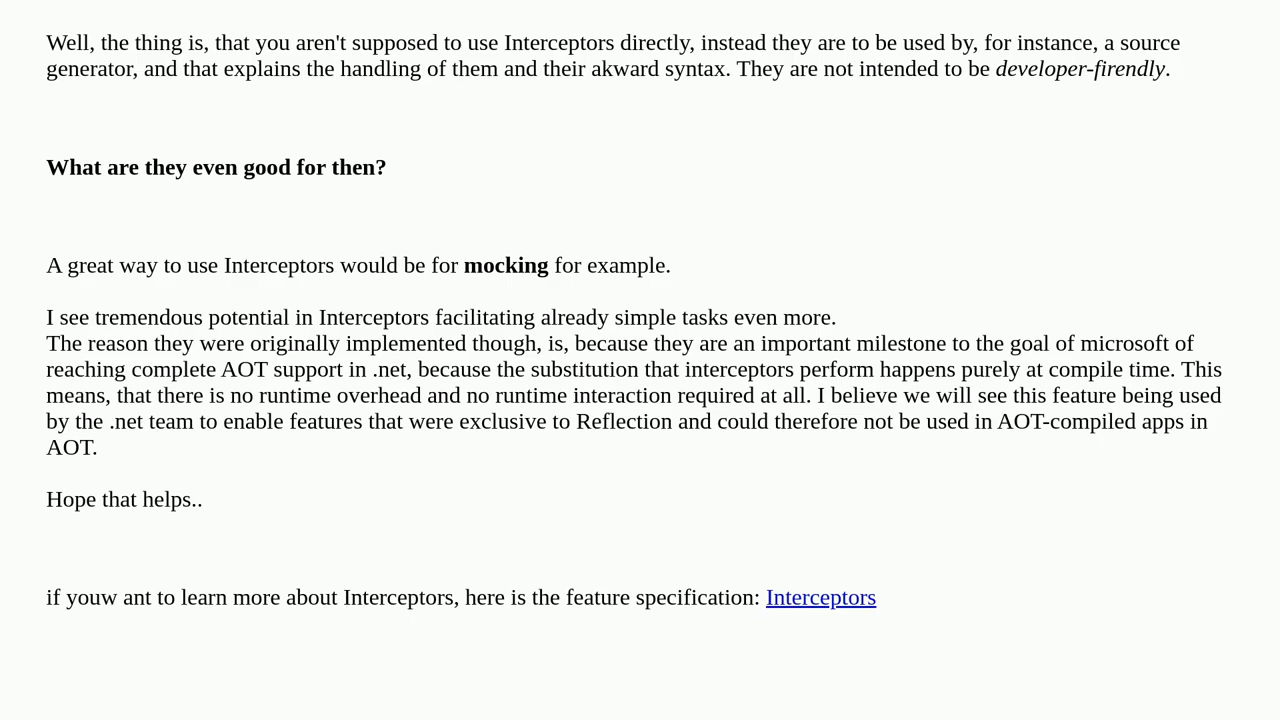 Well, the thing is, that you aren't supposed to use Interceptors directly, instead they are to be used by, for instance, a source
generator, and that explains the handling of them and their akward syntax. They are not intended to be developer-firendly.
What are they even good for then?
A great way to use Interceptors would be for mocking for example.
I see tremendous potential in Interceptors facilitating already simple tasks even more.
The reason they were originally implemented though, is, because they are an important milestone to the goal of microsoft of
reaching complete AOT support in .net, because the substitution that interceptors perform happens purely at compile time. This
means, that there is no runtime overhead and no runtime interaction required at all. I believe we will see this feature being used
by the .net team to enable features that were exclusive to Reflection and could therefore not be used in AOT-compiled apps in
AOT.
Hope that helps..
if youw ant to learn more about Interceptors, here is the feature specification: Interceptors